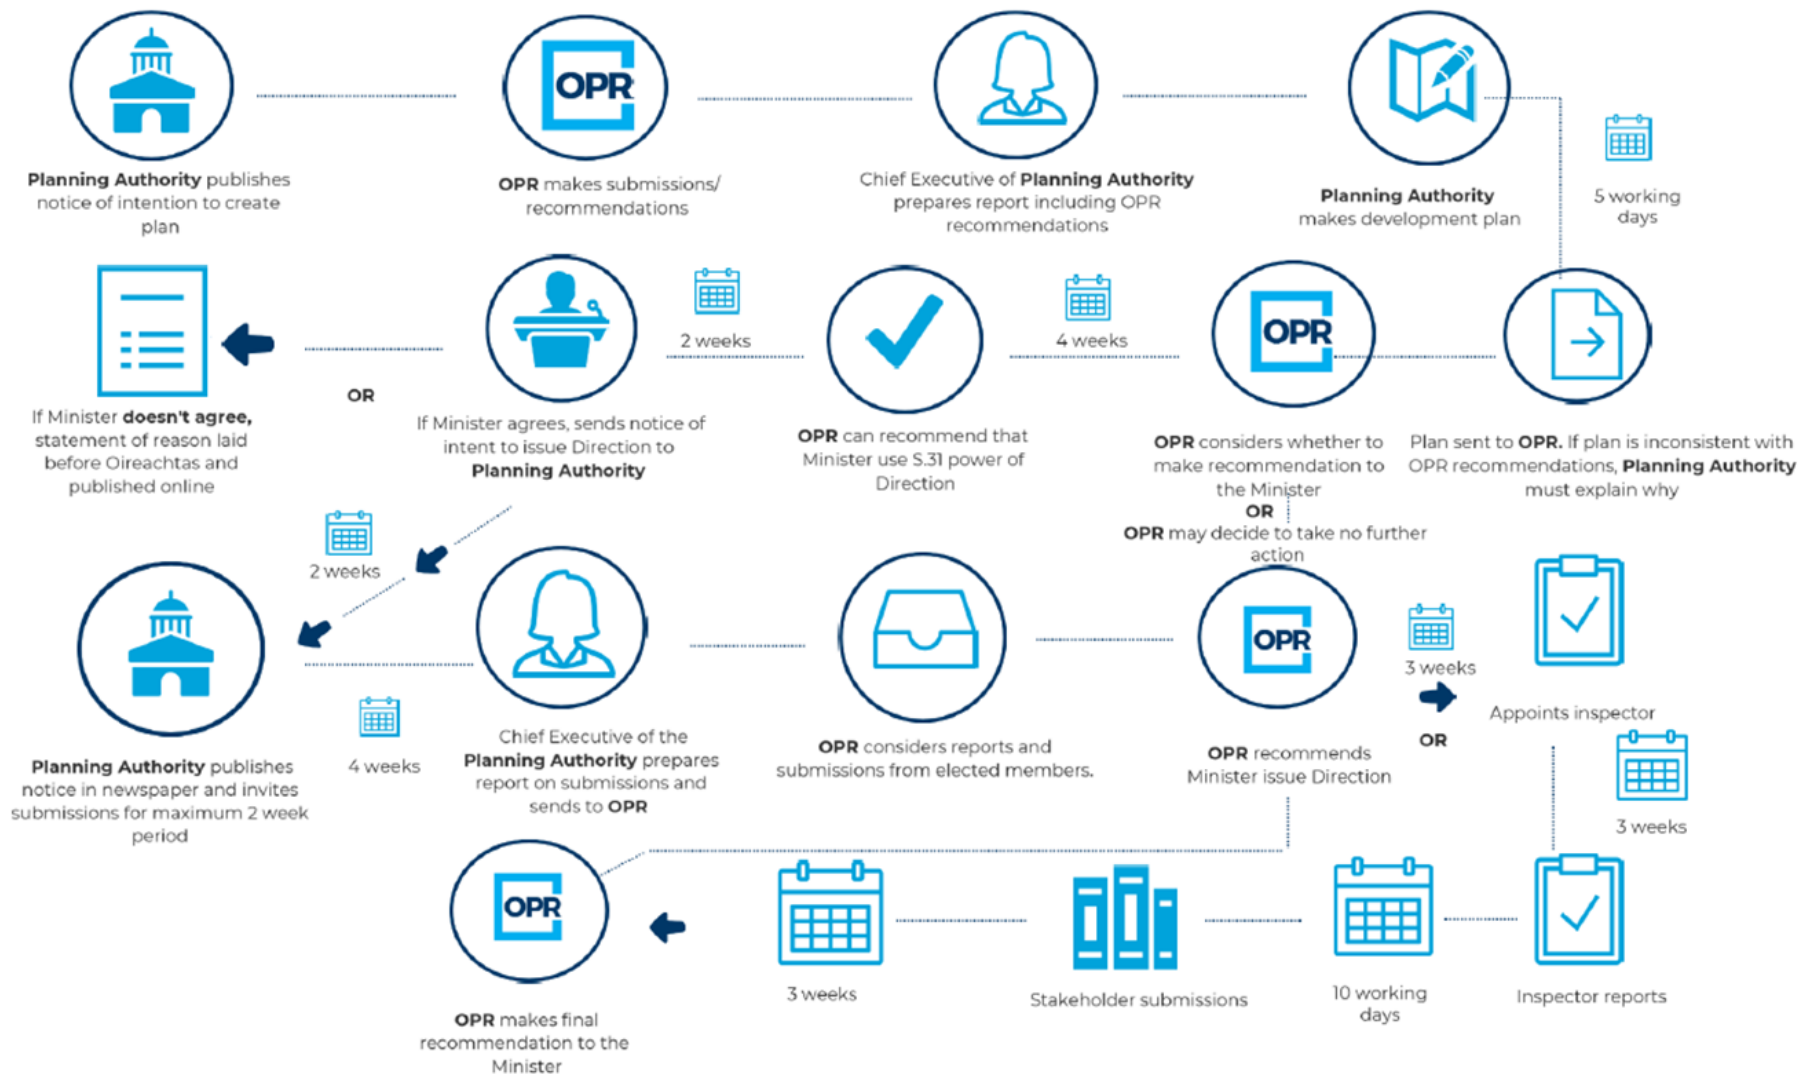 OPR
Planning Authority publishes
notice of intention to create
plan
OPR makes submissions/
recommendations
Chief Executive of Planning Authority
prepares report including OPR
recommendations
Planning Authority
makes development plan
5 working
days
OPR
Plan sent to OPR. If plan is inconsistent with
OPR recommendations, Planning Authority
must explain why
OPR considers whether to
make recommendation to
the Minister
OR
OPR may decide to take no further
action
4 weeks
OPR can recommend that
Minister use S.31 power of
Direction
2 weeks
If Minister agrees, sends notice of
intent to issue Direction to
Planning Authority
OR
If Minister doesn't agree,
statement of reason laid
before Oireachtas and
published online
2 weeks
Planning Authority publishes
notice in newspaper and invites
submissions for maximum 2 week
period
4 weeks
Chief Executive of the
Planning Authority prepares
report on submissions and
sends to OPR
OPR considers reports and
submissions from elected members.
OPR
OPR recommends
Minister issue Direction
3 weeks
OR
Appoints inspector
3 weeks
Inspector reports
10 working
days
Stakeholder submissions
3 weeks
OPR
OPR makes final
recommendation to the
Minister